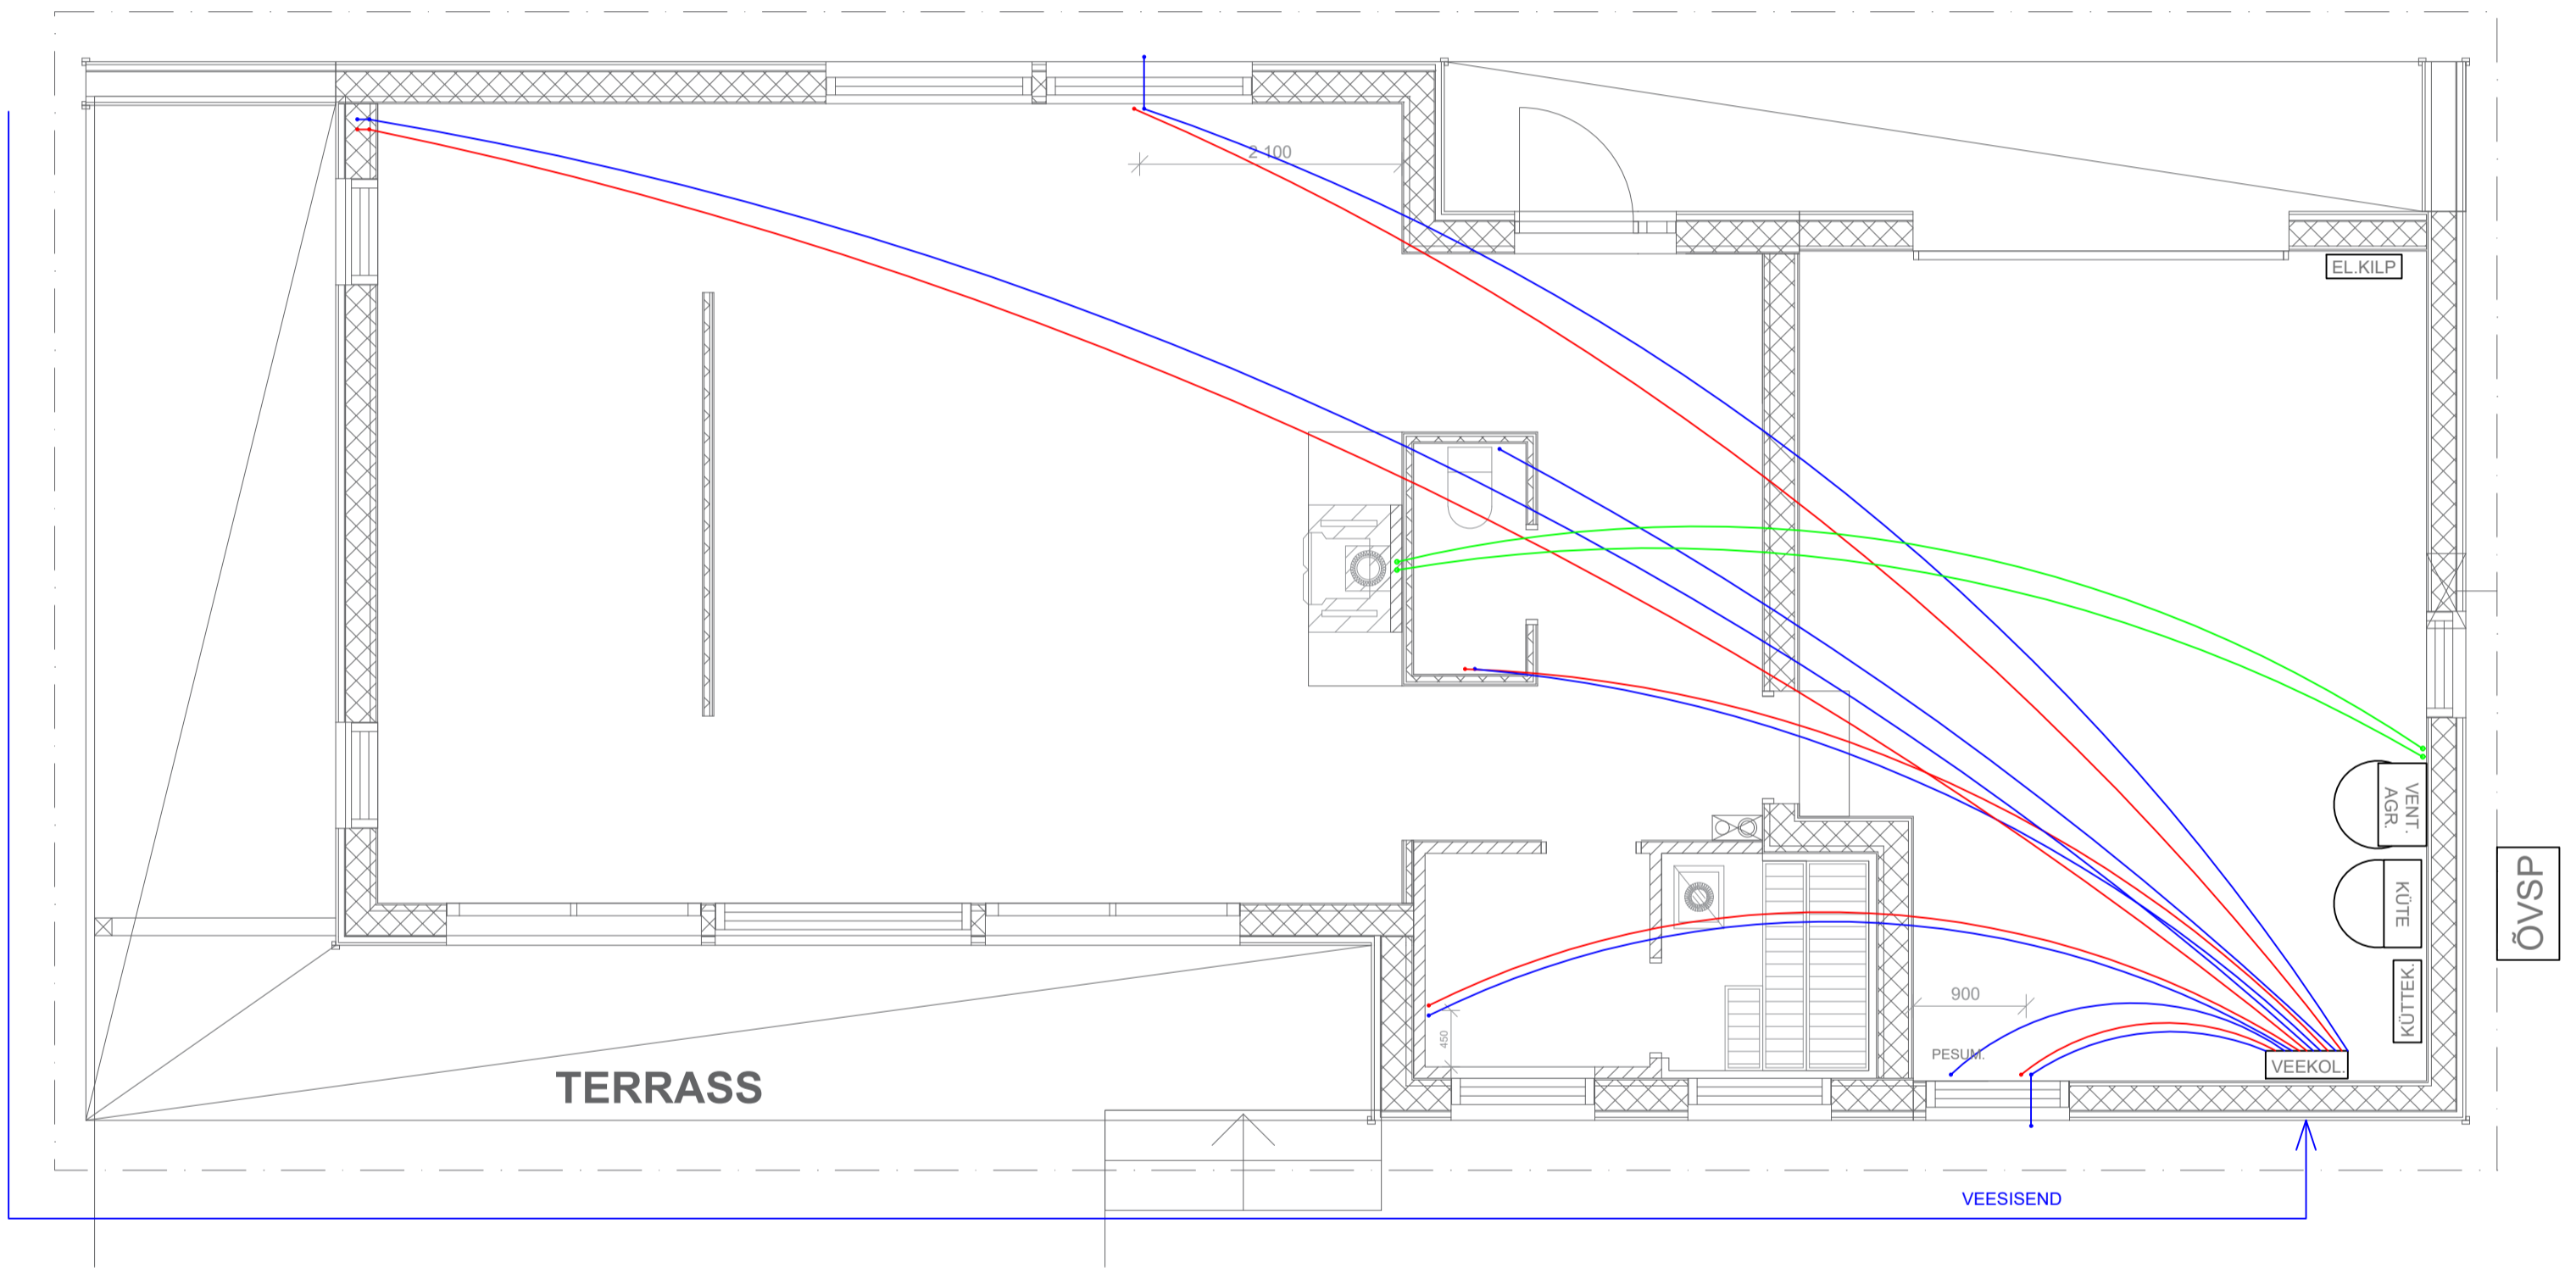 2 100
EL.KILP
VENT.
AGR.
KÜTE
ÕVSP
KÜTTEK.
900
450
PESUM.
VEEKOL.
TERRASS
VEESISEND